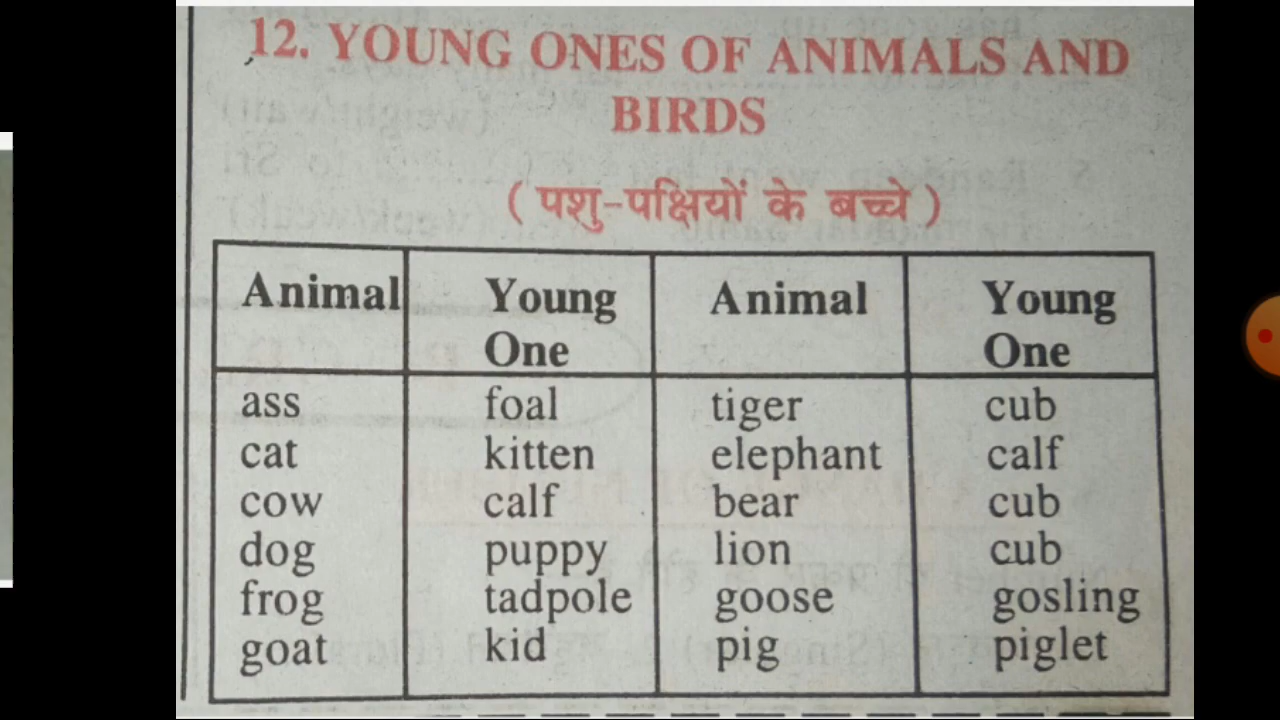 12. YOUNG ONES OF ANIMALS AND
BIRDS
( पशु-पक्षियों के बच्चे )
Animal Young One Animal Young One
ass foal tiger cub
cat kitten elephant calf
cow calf bear cub
dog puppy lion cub
frog tadpole goose gosling
goat kid pig piglet